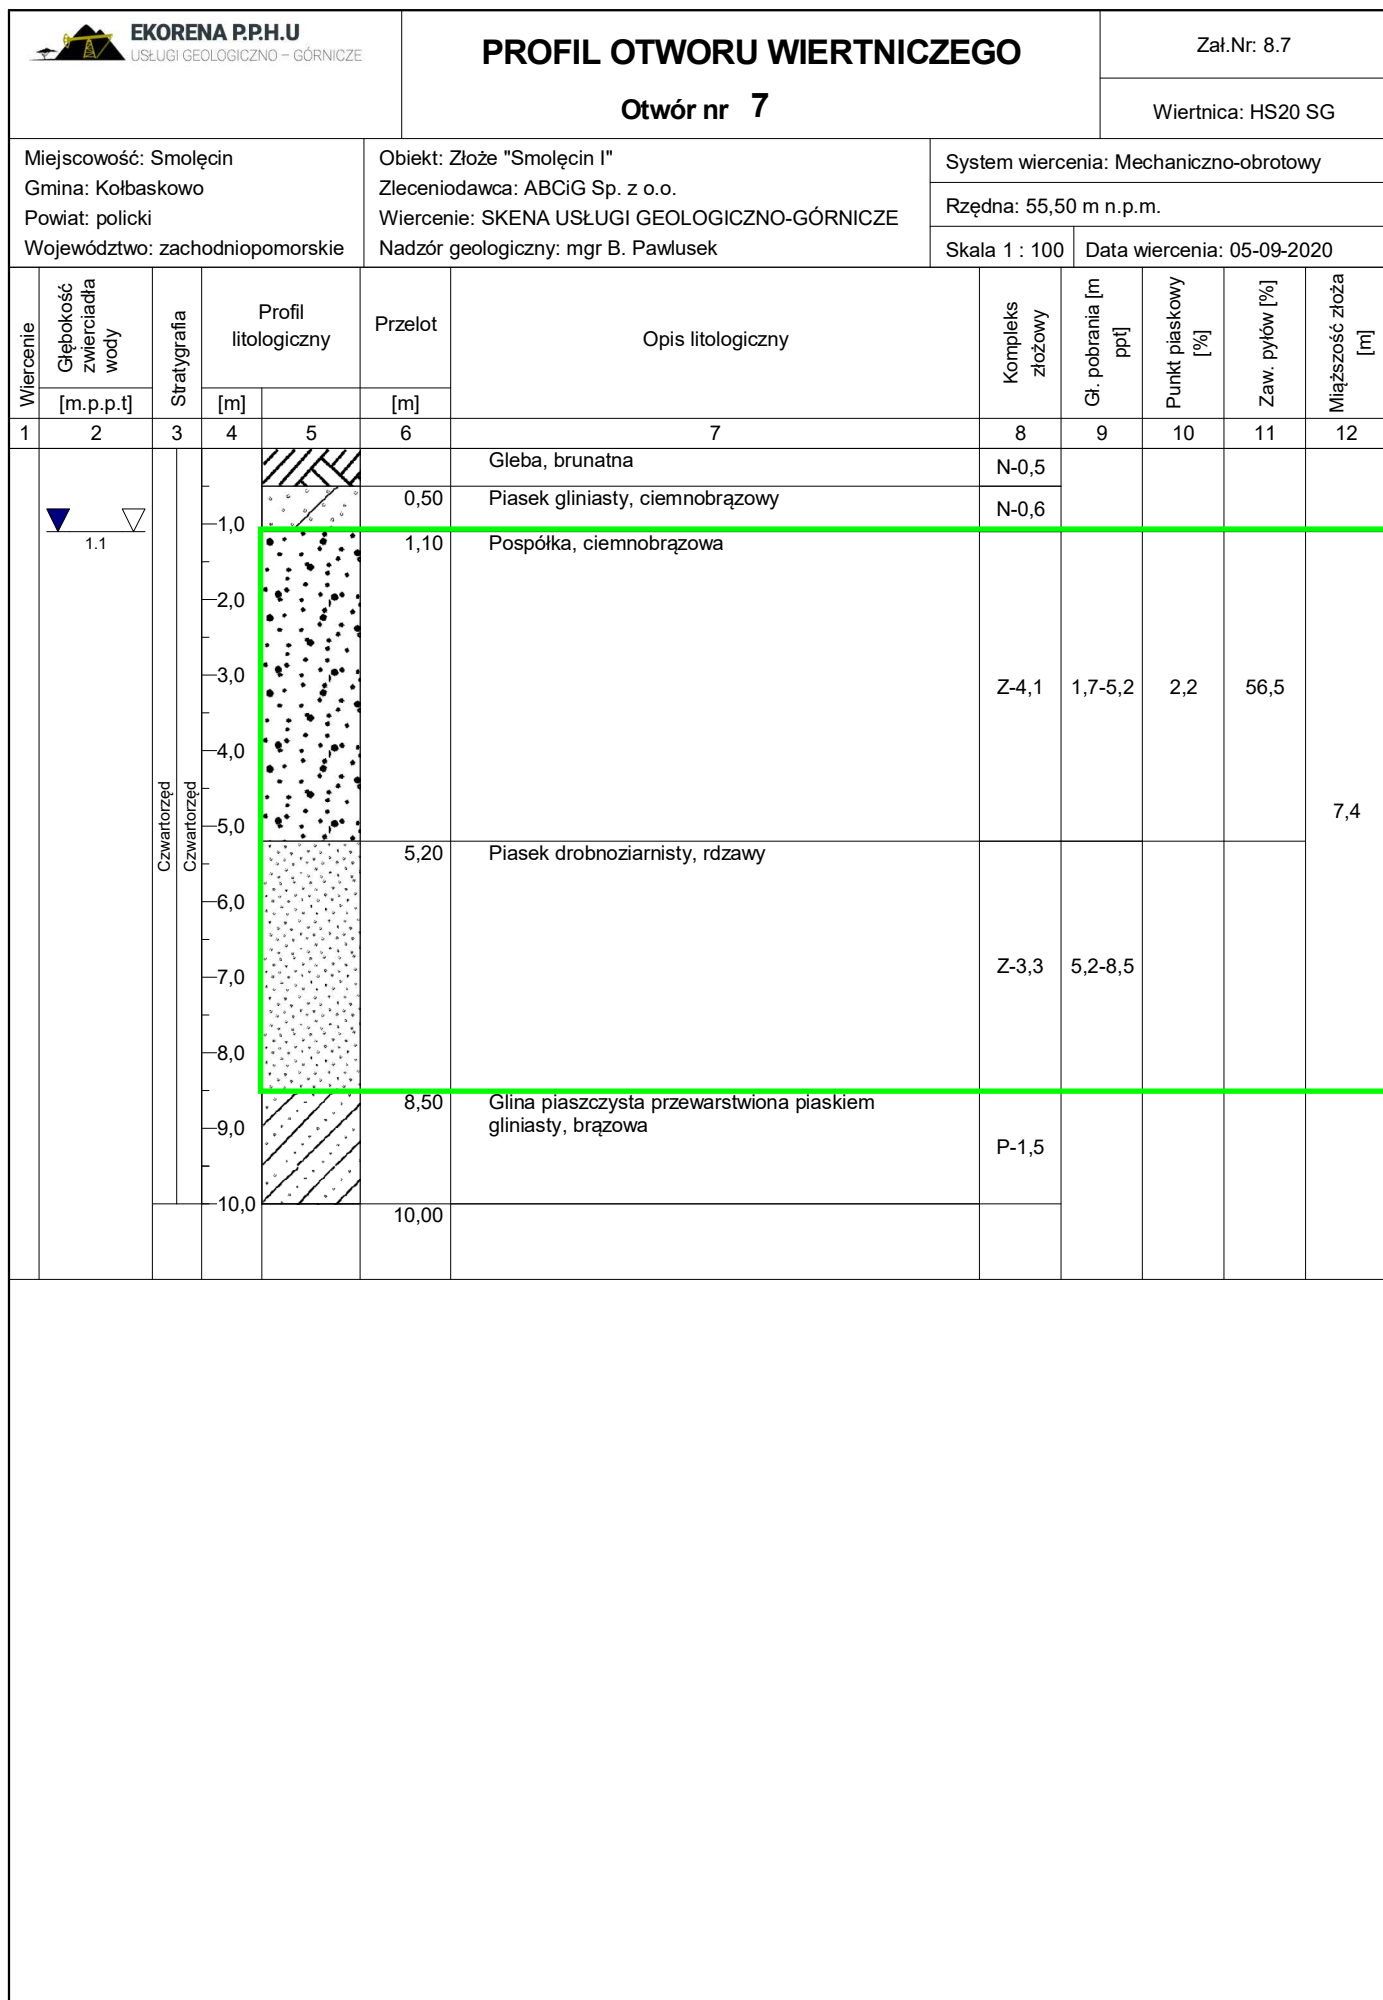 EKORENA P.P.H.U
USŁUGI GEOLOGICZNO – GÓRNICZE
PROFIL OTWORU WIERTNICZEGO
Otwór nr 7
Zał.Nr: 8.7
Wiertnica: HS20 SG
Miejscowość: Smolęcin
Gmina: Kołbaskowo
Powiat: policki
Województwo: zachodniopomorskie
Obiekt: Złoże "Smolęcin I"
Zleceniodawca: ABCiG Sp. z o.o.
Wiercenie: SKENA USŁUGI GEOLOGICZNO-GÓRNICZE
Nadzór geologiczny: mgr B. Pawlusek
System wiercenia: Mechaniczno-obrotowy
Rzędna: 55,50 m n.p.m.
Skala 1 : 100
Data wiercenia: 05-09-2020
Wiercenie
Głębokość
zwierciadła
wody
[m.p.p.t]
Stratygrafia
Profil
litologiczny
[m]
Przelot
[m]
Opis litologiczny
Kompleks
złożowy
Gł. pobrania [m
ppt]
Punkt piaskowy
[%]
Zaw. pyłów [%]
Miąższość złoża
[m]
1 2 3 4 5 6 7 8 9 10 11 12
Gleba, brunatna
N-0,5
0,50 Piasek gliniasty, ciemnobrązowy
N-0,6
1,0
1.1
1,10 Pospółka, ciemnobrązowa
2,0
3,0
Z-4,1 1,7-5,2 2,2 56,5
4,0
Czwartorzęd
Czwartorzęd
7,4
5,0
5,20 Piasek drobnoziarnisty, rdzawy
6,0
Z-3,3 5,2-8,5
7,0
8,0
8,50 Glina piaszczysta przewarstwiona piaskiem
gliniasty, brązowa
9,0
P-1,5
10,0
10,00